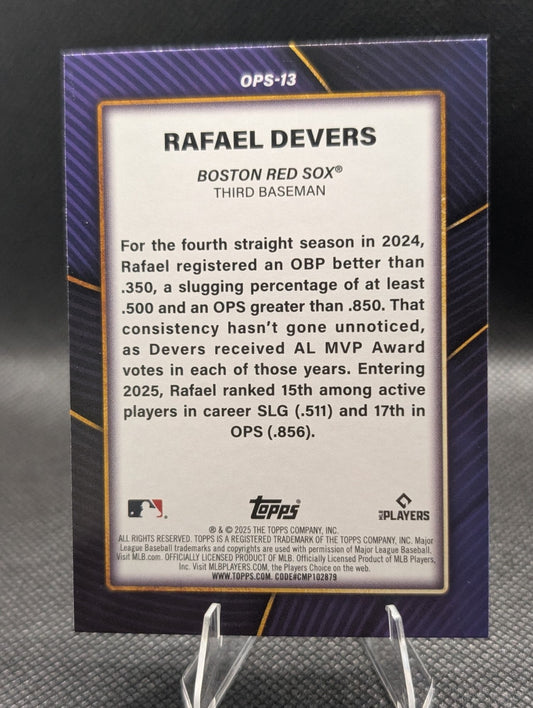 OPS-13
RAFAEL DEVERS
BOSTON RED SOX®
THIRD BASEMAN
For the fourth straight season in 2024,
Rafael registered an OBP better than
.350, a slugging percentage of at least
.500 and an OPS greater than .850. That
consistency hasn't gone unnoticed,
as Devers received AL MVP Award
votes in each of those years. Entering
2025, Rafael ranked 15th among active
players in career SLG (.511) and 17th in
OPS (.856).
Topps
MLB PLAYERS
® & © 2025 THE TOPPS COMPANY, INC.
ALL RIGHTS RESERVED. TOPPS IS A REGISTERED TRADEMARK OF THE TOPPS COMPANY, INC. Major
League Baseball trademarks and copyrights are used with permission of Major League Baseball.
Visit MLB.com. OFFICIALLY LICENSED PRODUCT OF MLB. OFFICIALLY LICENSED PRODUCT OF MLB Players,
Inc. Visit MLBPLAYERS.COM, the Players Choice on the web.
WWW.TOPPS.COM. CODE#CMP102879